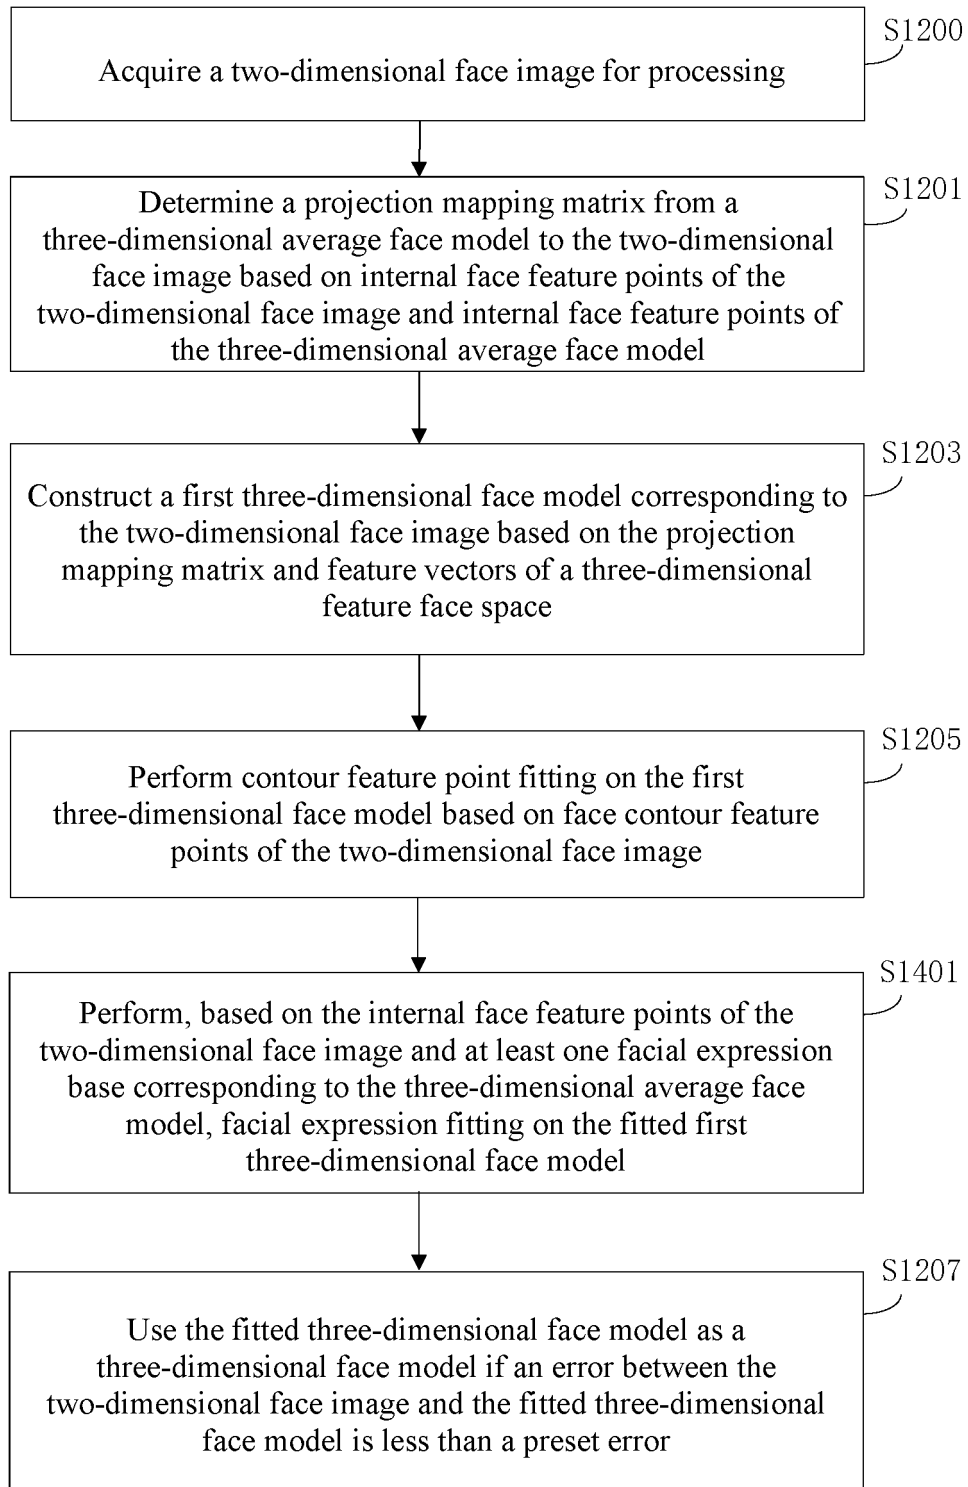 S1200
Acquire a two-dimensional face image for processing
S1201
Determine a projection mapping matrix from a
three-dimensional average face model to the two-dimensional
face image based on internal face feature points of the
two-dimensional face image and internal face feature points of
the three-dimensional average face model
S1203
Construct a first three-dimensional face model corresponding to
the two-dimensional face image based on the projection
mapping matrix and feature vectors of a three-dimensional
feature face space
S1205
Perform contour feature point fitting on the first
three-dimensional face model based on face contour feature
points of the two-dimensional face image
S1401
Perform, based on the internal face feature points of the
two-dimensional face image and at least one facial expression
base corresponding to the three-dimensional average face
model, facial expression fitting on the fitted first
three-dimensional face model
S1207
Use the fitted three-dimensional face model as a
three-dimensional face model if an error between the
two-dimensional face image and the fitted three-dimensional
face model is less than a preset error